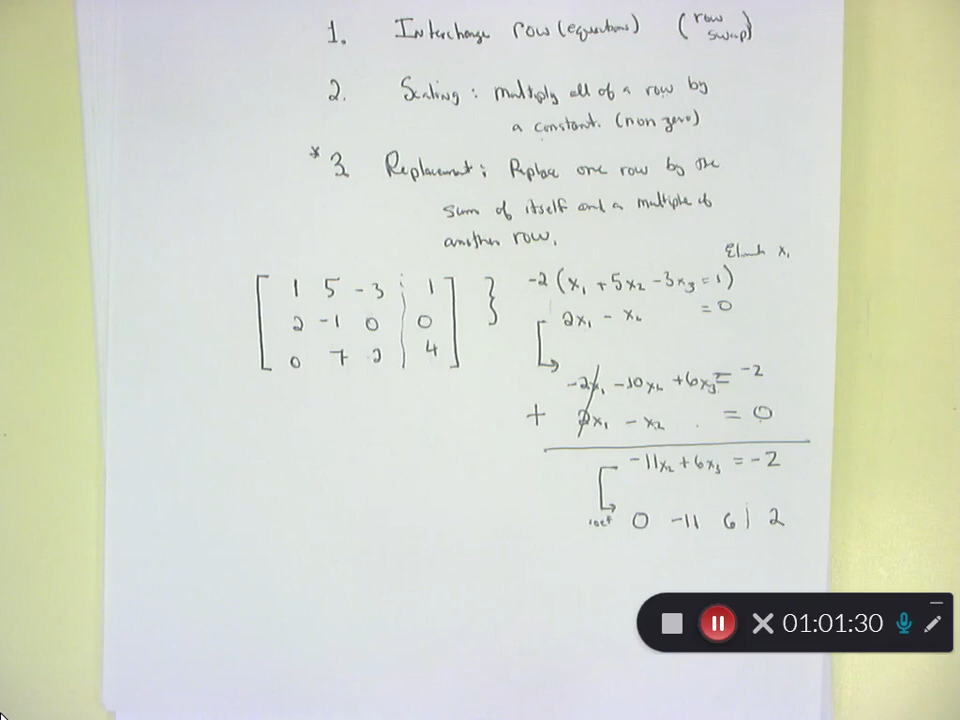 1. Interchange row (equations) (row swap)
2. Scaling: multiply all of a row by
a constant. (non zero)
* 3 Replacement: Replace one row by the
sum of itself and a multiple of
another row.
Elimate x₁
[ 1 5 -3 | 1 ] } -2 (x₁ + 5x₂ - 3x₃ = 1)
2 -1 0 | 0 2x₁ - x₂ = 0
0 7 2 | 4
-2x₁ -10x₂ + 6x₃ = -2
+ 2x₁ - x₂ = 0
-11x₂ + 6x₃ = -2
coef 0 -11 6 | 2
01:01:30